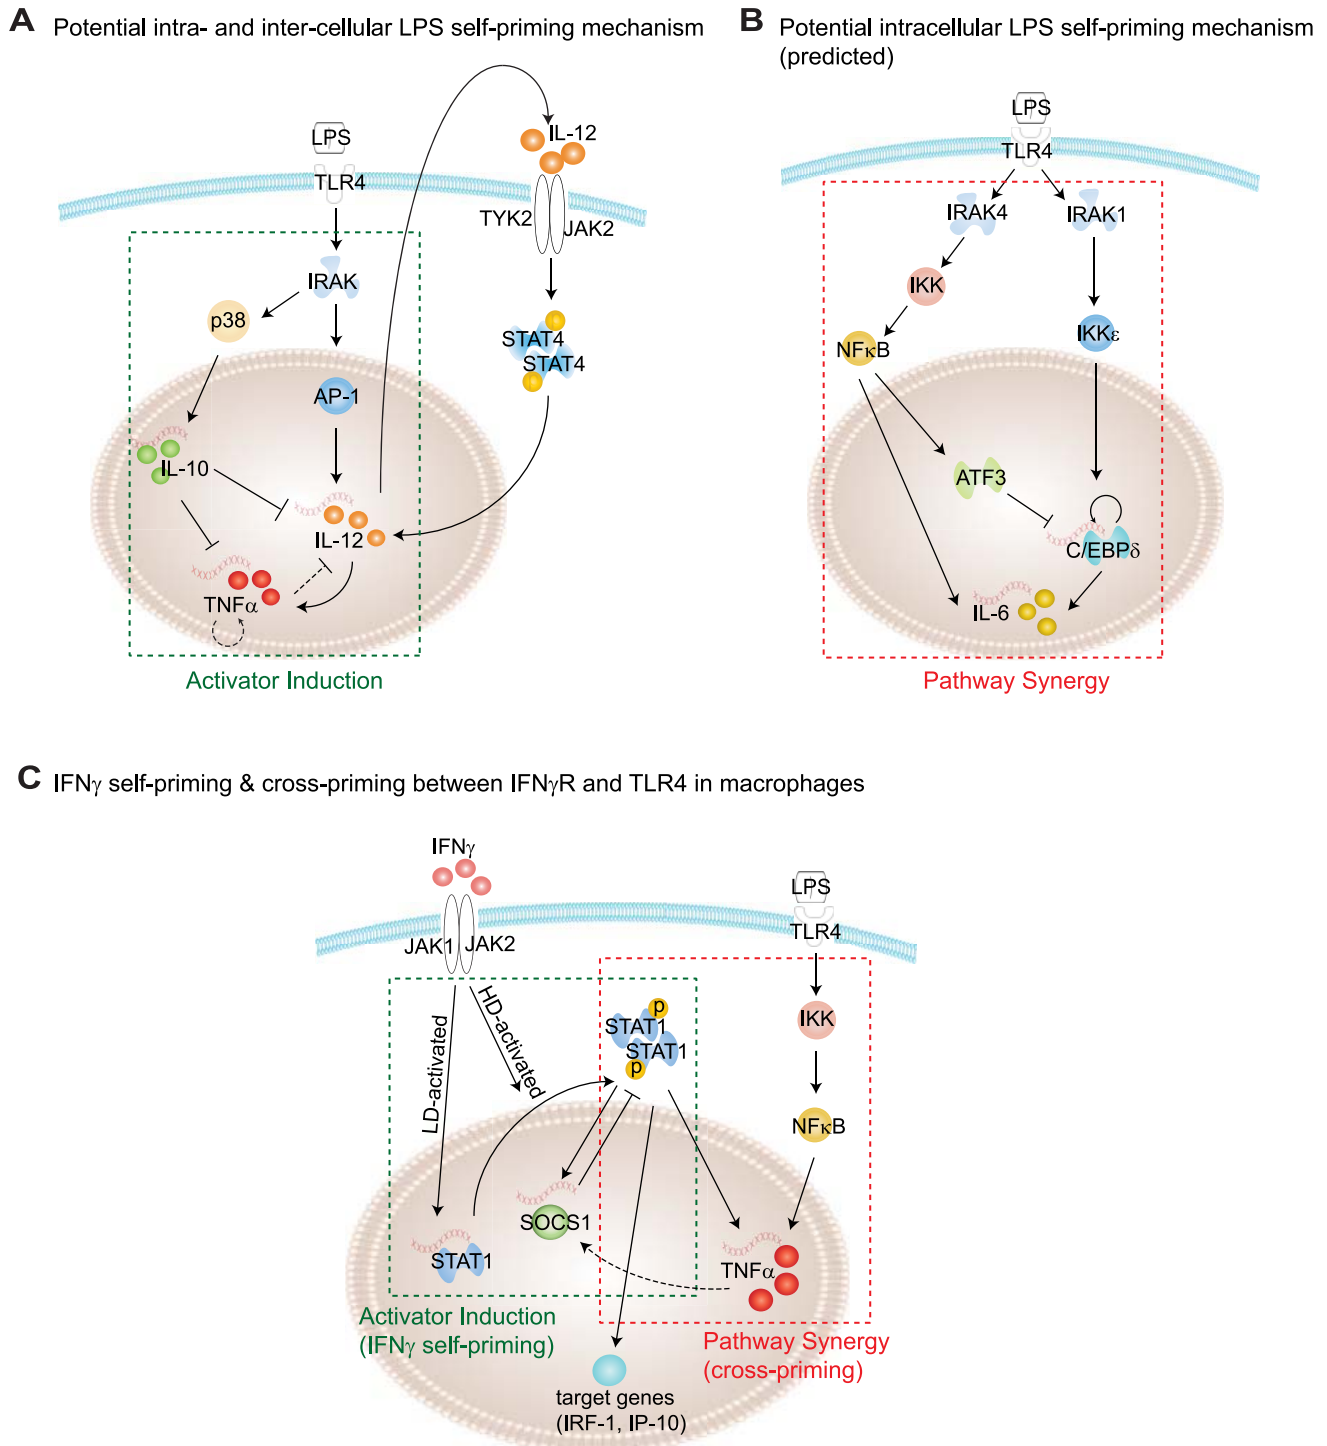 A Potential intra- and inter-cellular LPS self-priming mechanism
LPS
TLR4
IL-12
TYK2
JAK2
IRAK
p38
STAT4
STAT4
AP-1
IL-10
IL-12
TNFα
Activator Induction
B Potential intracellular LPS self-priming mechanism
(predicted)
LPS
TLR4
IRAK4
IRAK1
IKK
NFκB
IKKε
ATF3
C/EBPδ
IL-6
Pathway Synergy
C IFNγ self-priming & cross-priming between IFNγR and TLR4 in macrophages
IFNγ
JAK1
JAK2
LPS
TLR4
LD-activated
HD-activated
p
STAT1
STAT1
p
IKK
NFκB
SOCS1
STAT1
TNFα
Activator Induction
(IFNγ self-priming)
Pathway Synergy
(cross-priming)
target genes
(IRF-1, IP-10)